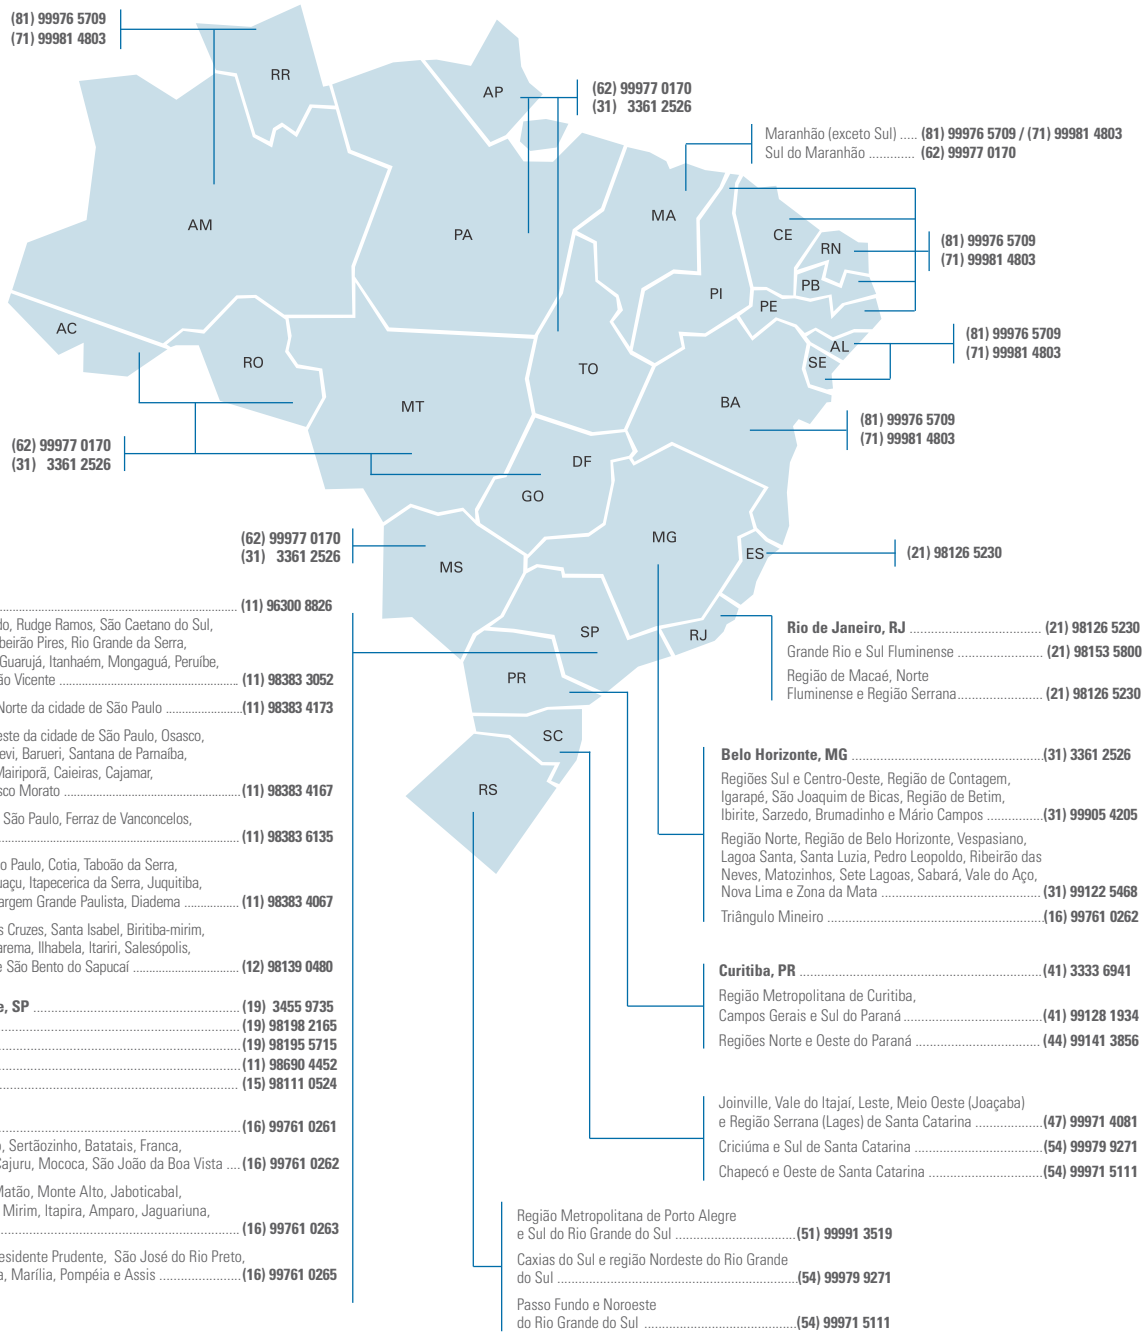 (81) 99976 5709
(71) 99981 4803
RR
AP
(62) 99977 0170
(31) 3361 2526
Maranhão (exceto Sul) ..... (81) 99976 5709 / (71) 99981 4803
Sul do Maranhão ............. (62) 99977 0170
AM
PA
MA
CE
RN
PI
PB
PE
(81) 99976 5709
(71) 99981 4803
AC
RO
MT
TO
AL
SE
BA
(81) 99976 5709
(71) 99981 4803
(81) 99976 5709
(71) 99981 4803
(62) 99977 0170
(31) 3361 2526
DF
GO
(62) 99977 0170
(31) 3361 2526
MS
MG
ES
(21) 98126 5230
SP
RJ
PR
SC
RS
(11) 96300 8826
do, Rudge Ramos, São Caetano do Sul,
ibeirão Pires, Rio Grande da Serra,
Guarujá, Itanhaém, Mongaguá, Peruíbe,
ão Vicente ........ (11) 98383 3052
Norte da cidade de São Paulo ........ (11) 98383 4173
este da cidade de São Paulo, Osasco,
evi, Barueri, Santana de Parnaíba,
Mairiporã, Caieiras, Cajamar,
sco Morato ........ (11) 98383 4167
São Paulo, Ferraz de Vanconcelos,
(11) 98383 6135
o Paulo, Cotia, Taboão da Serra,
uaçu, Itapecerica da Serra, Juquitiba,
argem Grande Paulista, Diadema ........ (11) 98383 4067
s Cruzes, Santa Isabel, Biritiba-mirim,
arema, Ilhabela, Itariri, Salesópolis,
e São Bento do Sapucaí ........ (12) 98139 0480
e, SP ........ (19) 3455 9735
(19) 98198 2165
(19) 98195 5715
(11) 98690 4452
(15) 98111 0524
(16) 99761 0261
o, Sertãozinho, Batatais, Franca,
Cajuru, Mococa, São João da Boa Vista .... (16) 99761 0262
Matão, Monte Alto, Jaboticabal,
Mirim, Itapira, Amparo, Jaguariuna,
(16) 99761 0263
esidente Prudente, São José do Rio Preto,
a, Marília, Pompéia e Assis ........ (16) 99761 0265
Rio de Janeiro, RJ ........ (21) 98126 5230
Grande Rio e Sul Fluminense ........ (21) 98153 5800
Região de Macaé, Norte
Fluminense e Região Serrana ........ (21) 98126 5230
Belo Horizonte, MG ........ (31) 3361 2526
Regiões Sul e Centro-Oeste, Região de Contagem,
Igarapé, São Joaquim de Bicas, Região de Betim,
Ibirite, Sarzedo, Brumadinho e Mário Campos ........ (31) 99905 4205
Região Norte, Região de Belo Horizonte, Vespasiano,
Lagoa Santa, Santa Luzia, Pedro Leopoldo, Ribeirão das
Neves, Matozinhos, Sete Lagoas, Sabará, Vale do Aço,
Nova Lima e Zona da Mata ........ (31) 99122 5468
Triângulo Mineiro ........ (16) 99761 0262
Curitiba, PR ........ (41) 3333 6941
Região Metropolitana de Curitiba,
Campos Gerais e Sul do Paraná ........ (41) 99128 1934
Regiões Norte e Oeste do Paraná ........ (44) 99141 3856
Joinville, Vale do Itajaí, Leste, Meio Oeste (Joaçaba)
e Região Serrana (Lages) de Santa Catarina ........ (47) 99971 4081
Criciúma e Sul de Santa Catarina ........ (54) 99979 9271
Chapecó e Oeste de Santa Catarina ........ (54) 99971 5111
Região Metropolitana de Porto Alegre
e Sul do Rio Grande do Sul ........ (51) 99991 3519
Caxias do Sul e região Nordeste do Rio Grande
do Sul ........ (54) 99979 9271
Passo Fundo e Noroeste
do Rio Grande do Sul ........ (54) 99971 5111